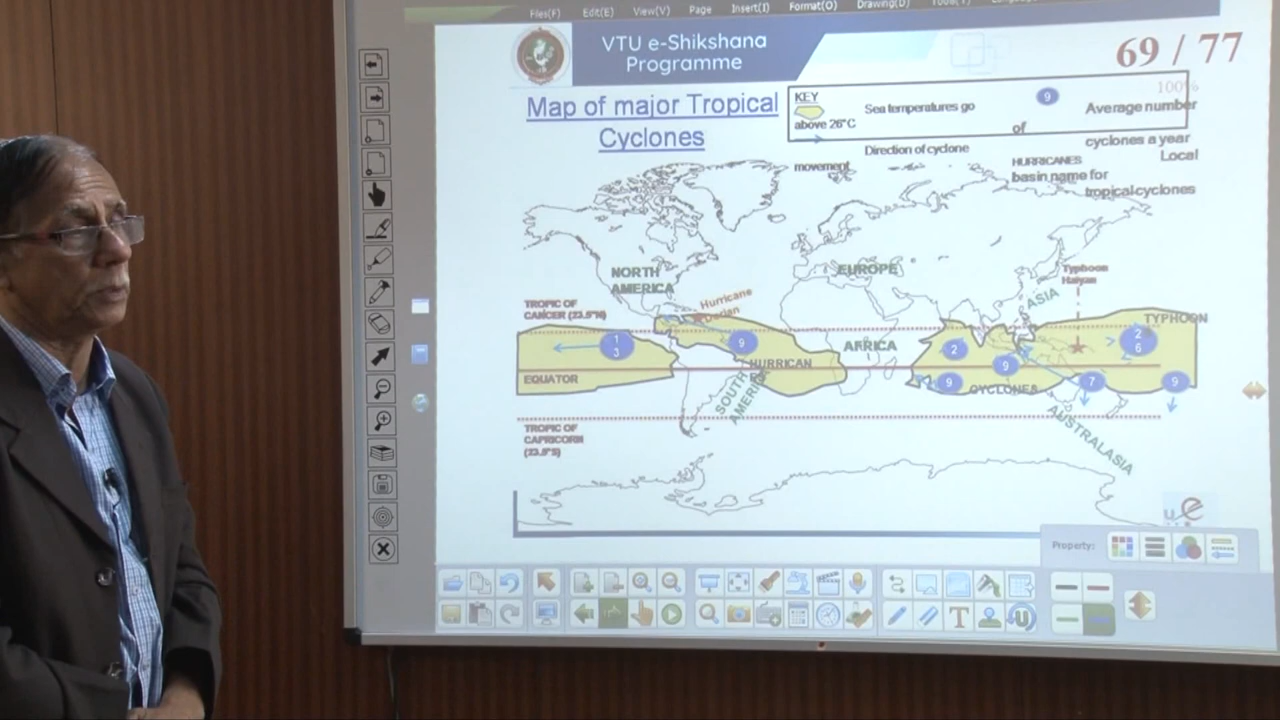 Files(F) Edit(E) View(V) Page Insert(I) Format(O) Drawing(D) Tools(T)
VTU e-Shikshana
Programme
69 / 77
100%
Map of major Tropical
Cyclones
KEY
Sea temperatures go
above 26°C
9
Average number
of
cyclones a year
Direction of cyclone
movement
HURRICANES
Local
basin name for
tropical cyclones
NORTH
AMERICA
EUROPE
ASIA
Typhoon
Haiyan
Hurricane
Dorian
TROPIC OF
CANCER (23.5°N)
TYPHOON
1
3
9
AFRICA
2
2
6
HURRICAN
9
EQUATOR
SOUTH
AMERICA
9
CYCLONES
7
9
AUSTRALASIA
TROPIC OF
CAPRICORN
(23.5°S)
Property: